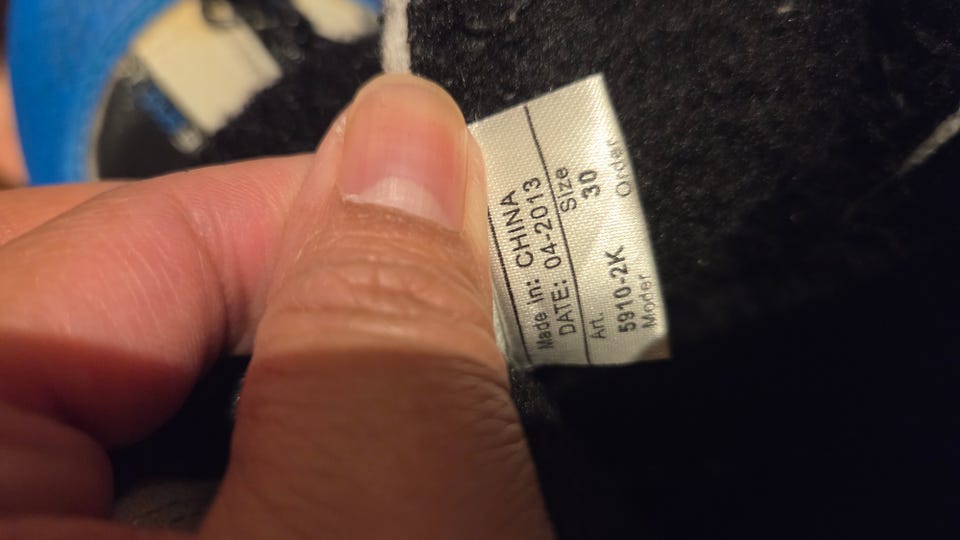 Made in: CHINA
DATE: 04-2013
Art. Size
5910-2K 30
Model Order